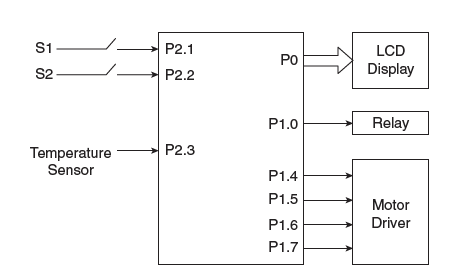 S1
P2.1
S2
P2.2
P0
LCD
Display
P1.0
Relay
Temperature
Sensor
P2.3
P1.4
P1.5
P1.6
P1.7
Motor
Driver